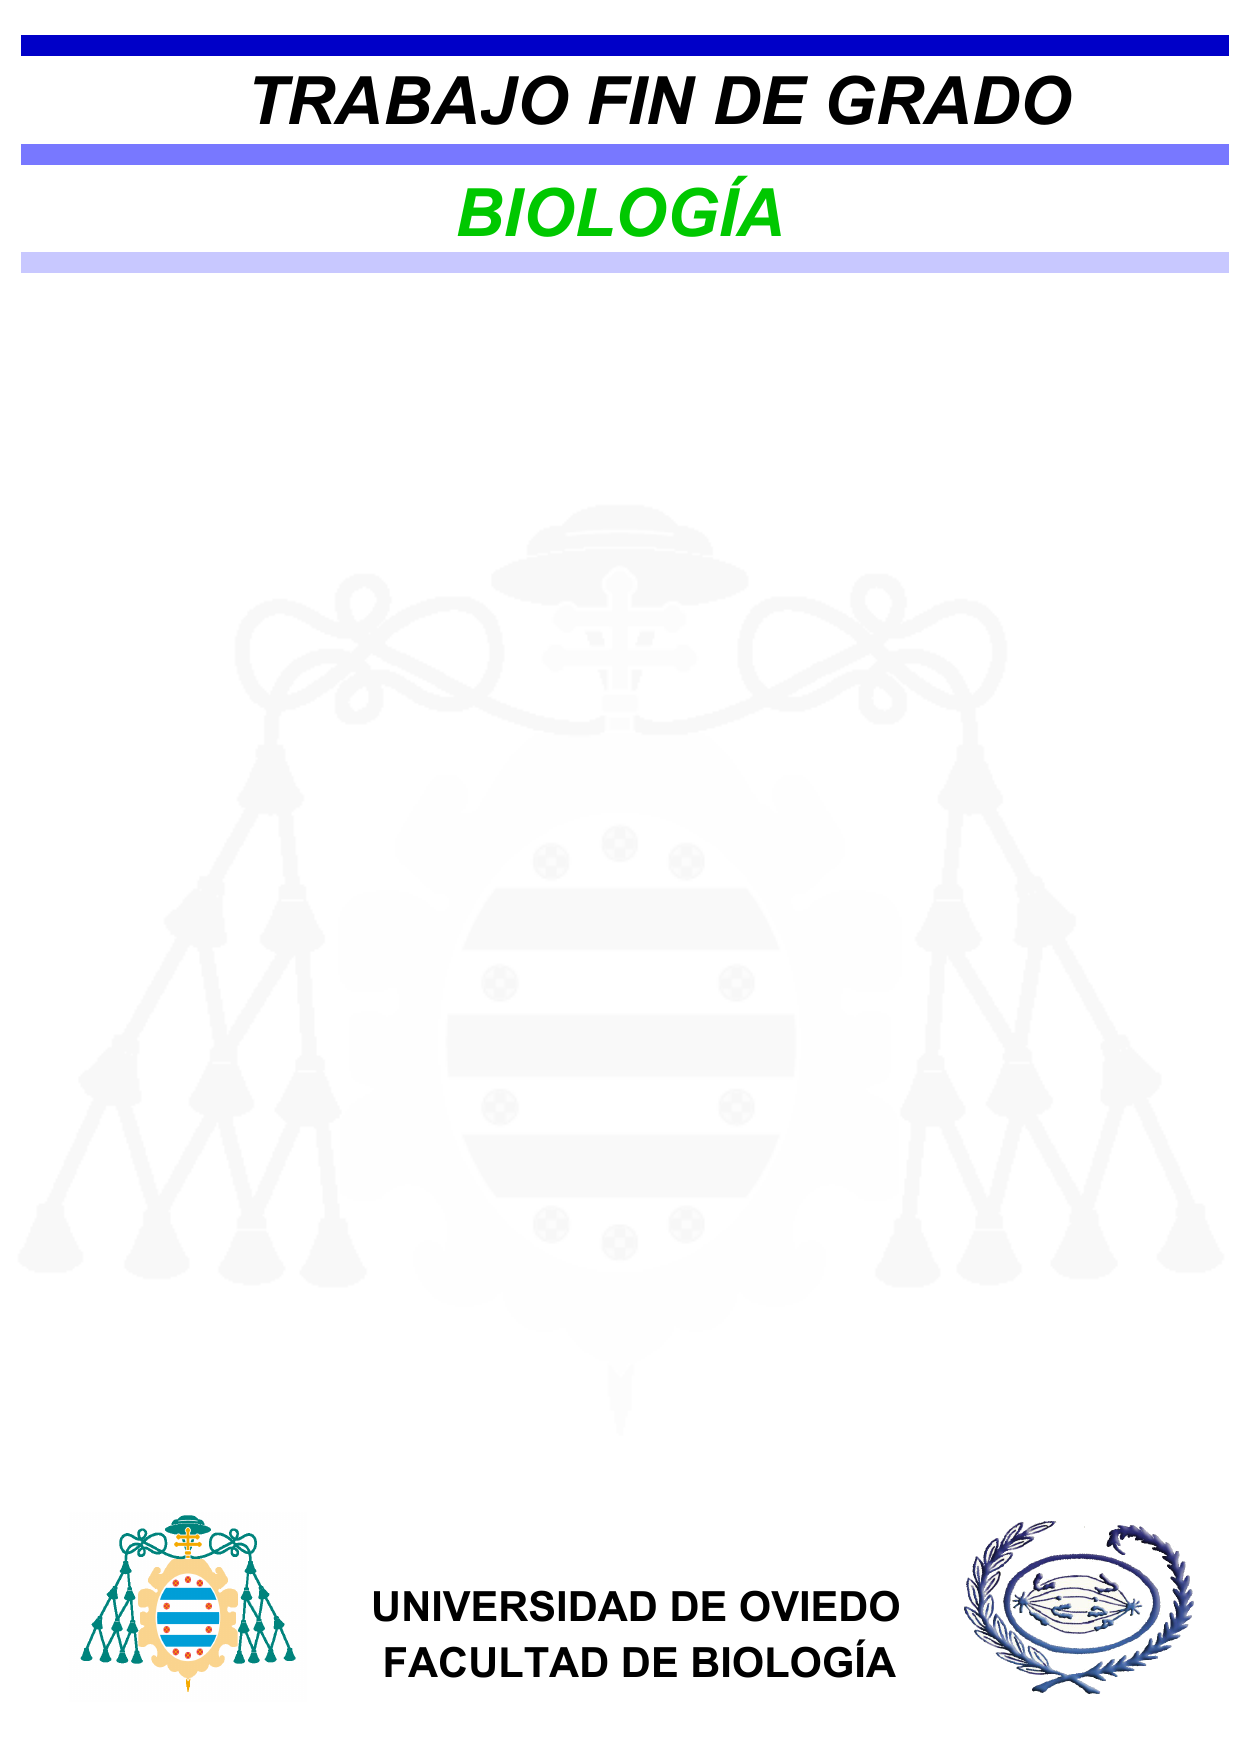 TRABAJO FIN DE GRADO
BIOLOGÍA
UNIVERSIDAD DE OVIEDO
FACULTAD DE BIOLOGÍA